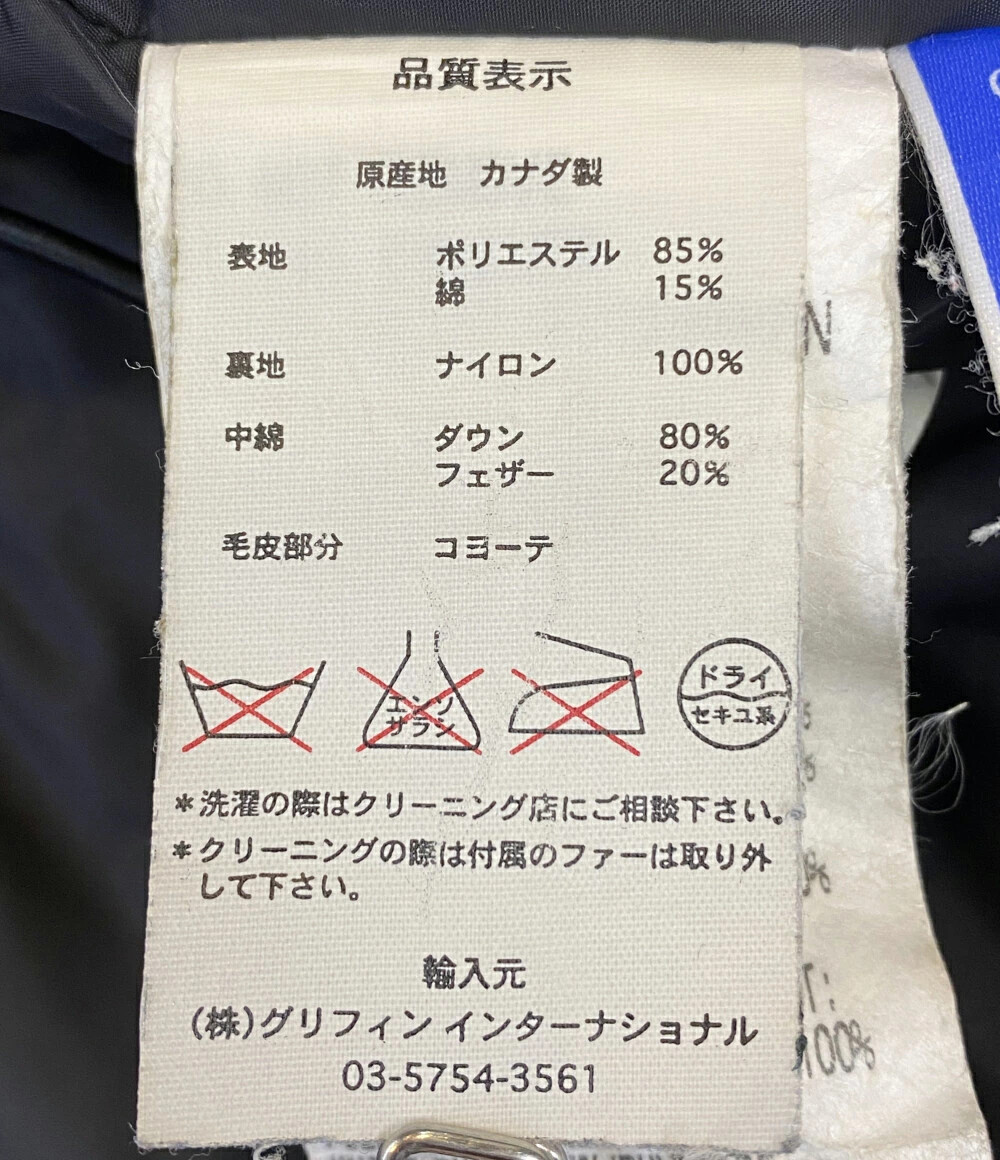 品質表示
原産地　カナダ製
表地　ポリエステル　85%
綿　15%
裏地　ナイロン　100%
中綿　ダウン　80%
フェザー　20%
毛皮部分　コヨーテ
エンソ
サラン
ドライ
セキユ系
＊洗濯の際はクリーニング店にご相談下さい。
＊クリーニングの際は付属のファーは取り外
して下さい。
輸入元
(株)グリフィン インターナショナル
03-5754-3561
N
%
T:
100%